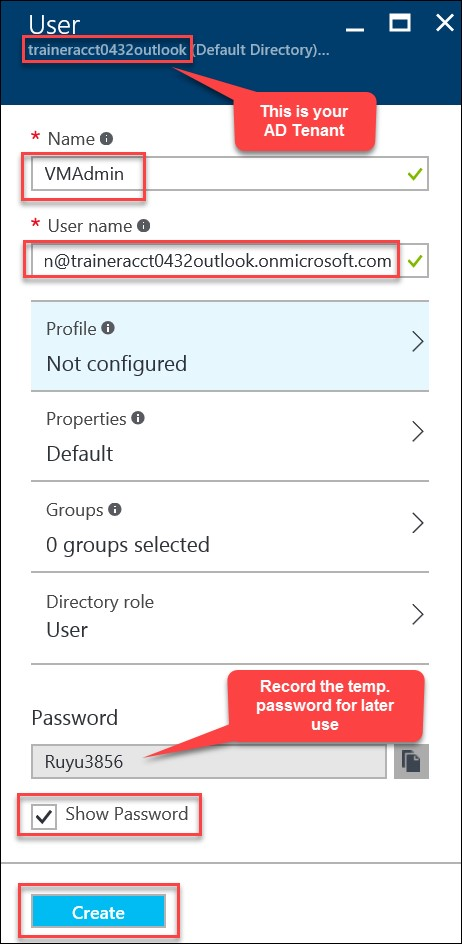 User
traineracct0432outlook (Default Directory)...
This is your
AD Tenant
* Name
VMAdmin
* User name
n@traineracct0432outlook.onmicrosoft.com
Profile
Not configured
Properties
Default
Groups
0 groups selected
Directory role
User
Record the temp.
password for later
use
Password
Ruyu3856
Show Password
Create